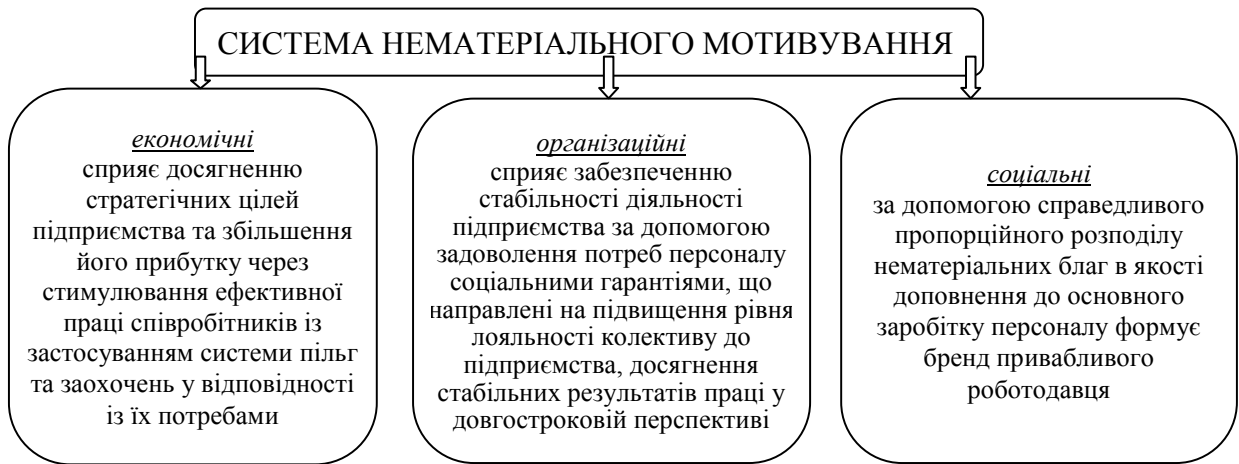 СИСТЕМА НЕМАТЕРІАЛЬНОГО МОТИВУВАННЯ
економічні
сприяє досягненню
стратегічних цілей
підприємства та збільшення
його прибутку через
стимулювання ефективної
праці співробітників із
застосуванням системи пільг
та заохочень у відповідності
із їх потребами
організаційні
сприяє забезпеченню
стабільності діяльності
підприємства за допомогою
задоволення потреб персоналу
соціальними гарантіями, що
направлені на підвищення рівня
лояльності колективу до
підприємства, досягнення
стабільних результатів праці у
довгостроковій перспективі
соціальні
за допомогою справедливого
пропорційного розподілу
нематеріальних благ в якості
доповнення до основного
заробітку персоналу формує
бренд привабливого
роботодавця